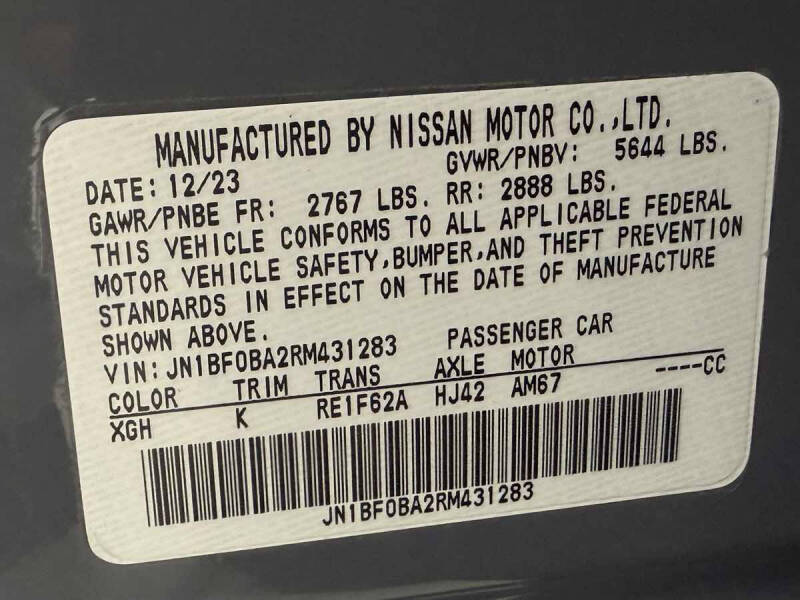 MANUFACTURED BY NISSAN MOTOR CO.,LTD.
DATE: 12/23 GVWR/PNBV: 5644 LBS.
GAWR/PNBE FR: 2767 LBS. RR: 2888 LBS.
THIS VEHICLE CONFORMS TO ALL APPLICABLE FEDERAL
MOTOR VEHICLE SAFETY,BUMPER,AND THEFT PREVENTION
STANDARDS IN EFFECT ON THE DATE OF MANUFACTURE
SHOWN ABOVE.
VIN: JN1BF0BA2RM431283 PASSENGER CAR
COLOR TRIM TRANS AXLE MOTOR
XGH K RE1F62A HJ42 AM67 ----CC
JN1BF0BA2RM431283